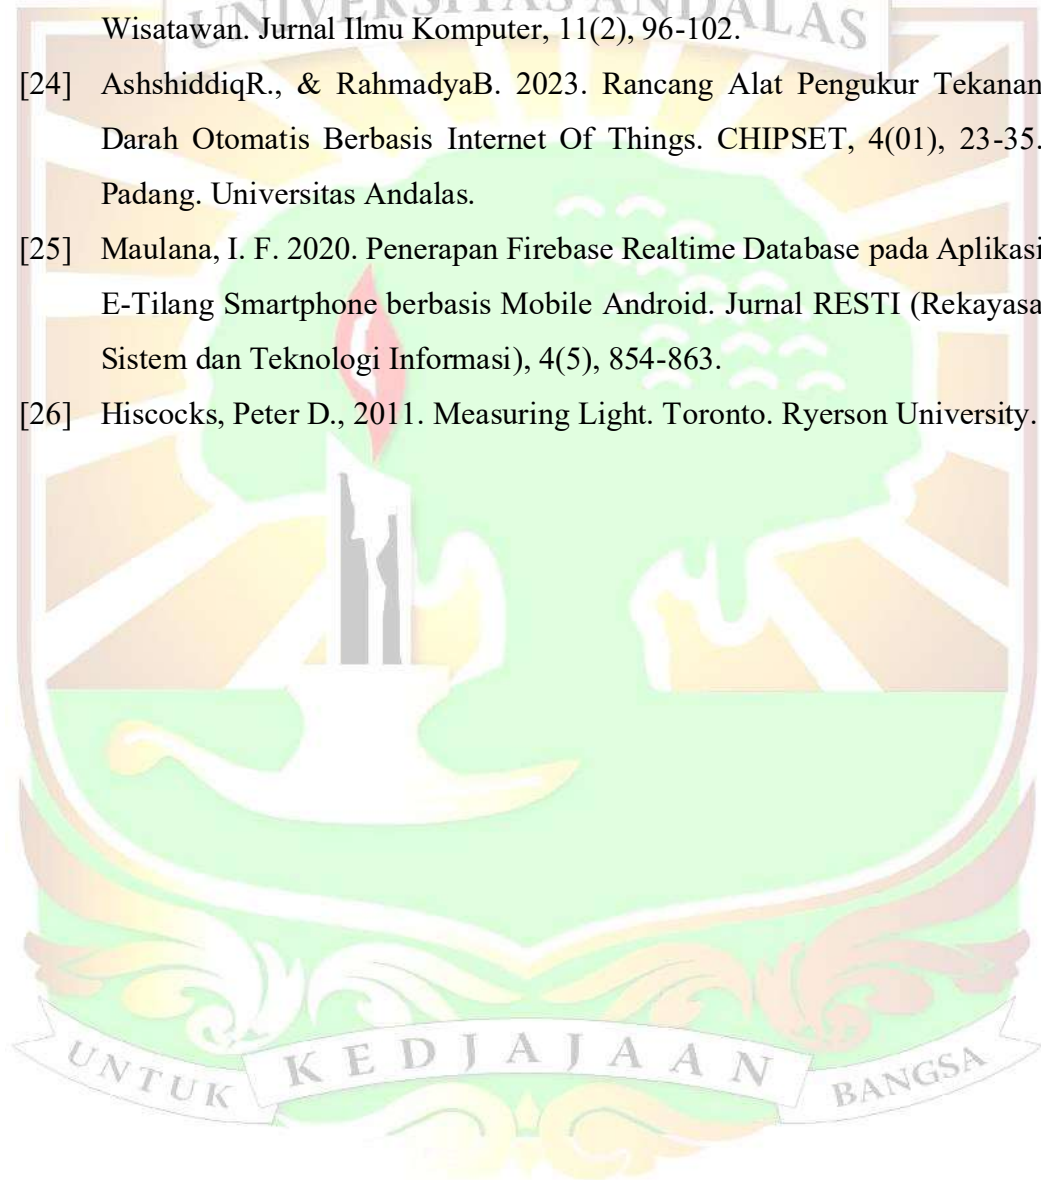 UNIVERSITAS ANDALAS
Wisatawan. Jurnal Ilmu Komputer, 11(2), 96-102.
[24] AshshiddiqR., & RahmadyaB. 2023. Rancang Alat Pengukur Tekanan
Darah Otomatis Berbasis Internet Of Things. CHIPSET, 4(01), 23-35.
Padang. Universitas Andalas.
[25] Maulana, I. F. 2020. Penerapan Firebase Realtime Database pada Aplikasi
E-Tilang Smartphone berbasis Mobile Android. Jurnal RESTI (Rekayasa
Sistem dan Teknologi Informasi), 4(5), 854-863.
[26] Hiscocks, Peter D., 2011. Measuring Light. Toronto. Ryerson University.
UNTUK KEDJAJAAN BANGSA